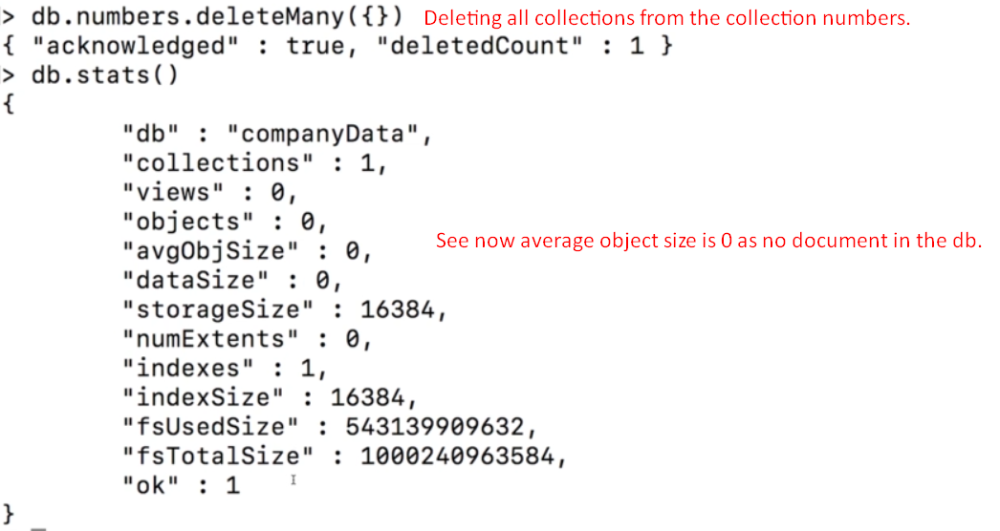 > db.numbers.deleteMany({}) Deleting all collections from the collection numbers.
{ "acknowledged" : true, "deletedCount" : 1 }
> db.stats()
{
"db" : "companyData",
"collections" : 1,
"views" : 0,
"objects" : 0,
See now average object size is 0 as no document in the db.
"avgObjSize" : 0,
"dataSize" : 0,
"storageSize" : 16384,
"numExtents" : 0,
"indexes" : 1,
"indexSize" : 16384,
"fsUsedSize" : 543139909632,
"fsTotalSize" : 1000240963584,
"ok" : 1
}